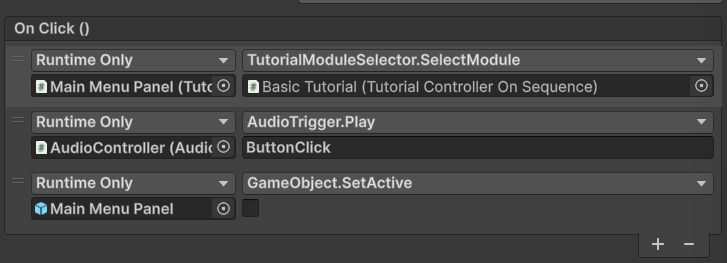 On Click ()
Runtime Only TutorialModuleSelector.SelectModule
Main Menu Panel (Tuto Basic Tutorial (Tutorial Controller On Sequence)
Runtime Only AudioTrigger.Play
AudioController (Audio ButtonClick
Runtime Only GameObject.SetActive
Main Menu Panel